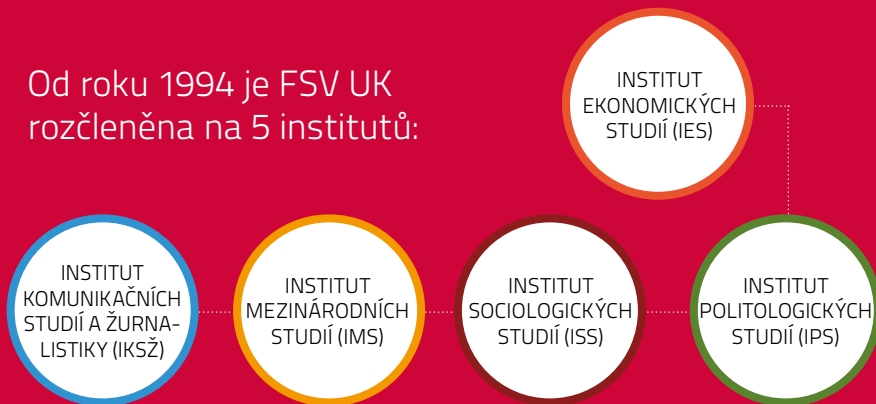 Od roku 1994 je FSV UK
rozčleněna na 5 institutů:
INSTITUT
EKONOMICKÝCH
STUDIÍ (IES)
INSTITUT
KOMUNIKAČNÍCH
STUDIÍ A ŽURNA-
LISTIKY (IKSŽ)
INSTITUT
MEZINÁRODNÍCH
STUDIÍ (IMS)
INSTITUT
SOCIOLOGICKÝCH
STUDIÍ (ISS)
INSTITUT
POLITOLOGICKÝCH
STUDIÍ (IPS)